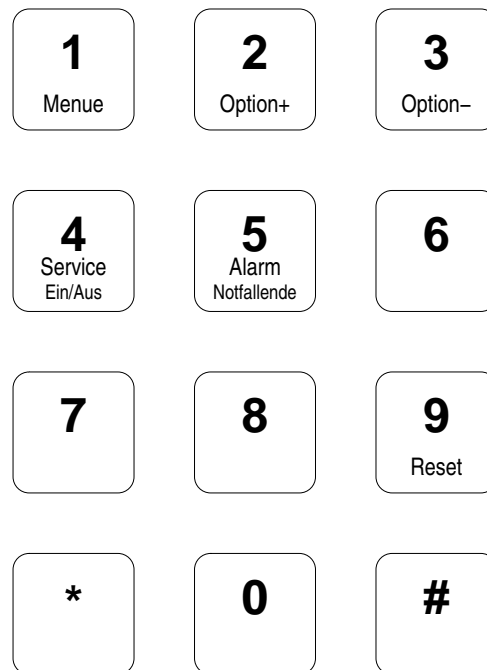 1
Menue
2
Option+
3
Option–
4
Service
Ein/Aus
5
Alarm
Notfallende
6
7
8
9
Reset
*
0
#